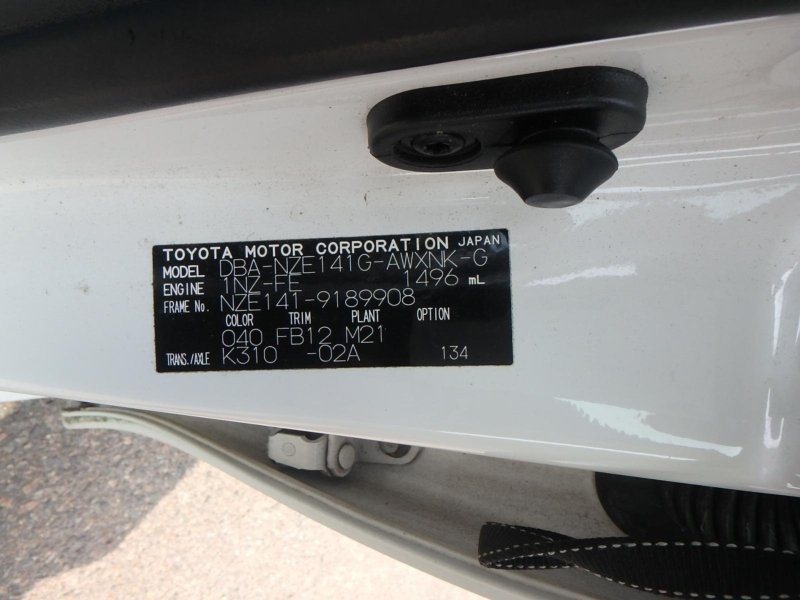 TOYOTA MOTOR CORPORATION JAPAN
MODEL DBA-NZE141G-AWXNK-G
ENGINE 1NZ-FE 1496 mL
FRAME No. NZE141-9189908
COLOR TRIM PLANT OPTION
040 FB12 M21
TRANS./AXLE K310 -02A 134